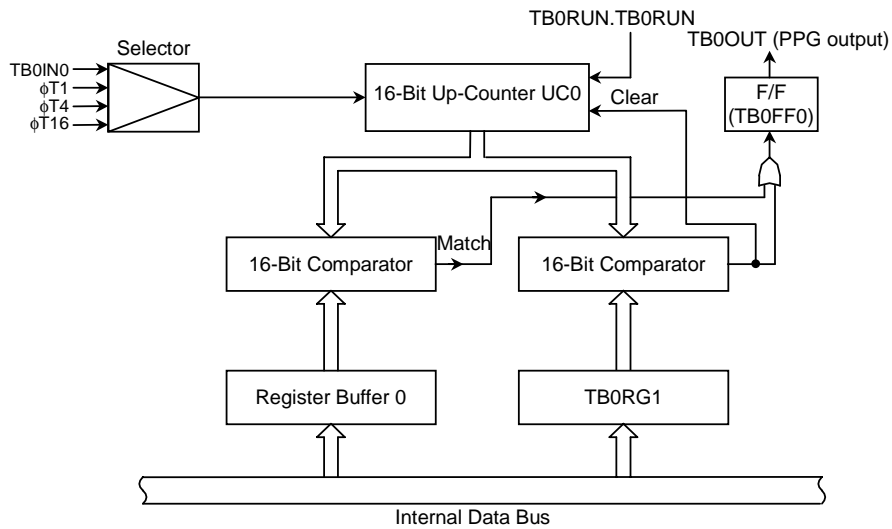 TB0RUN.TB0RUN
TB0OUT (PPG output)
Selector
TB0IN0
ϕT1
ϕT4
ϕT16
16-Bit Up-Counter UC0
Clear
F/F
(TB0FF0)
Match
16-Bit Comparator
16-Bit Comparator
Register Buffer 0
TB0RG1
Internal Data Bus